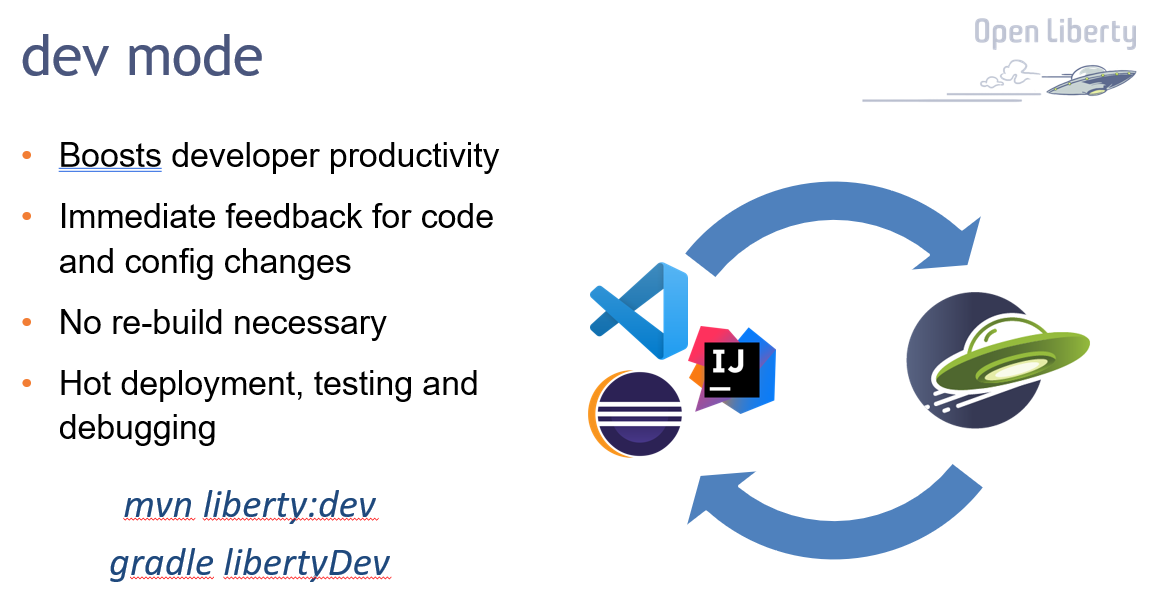 dev mode
Open Liberty
• Boosts developer productivity
• Immediate feedback for code
and config changes
• No re-build necessary
• Hot deployment, testing and
debugging
IJ
mvn liberty:dev
gradle libertyDev